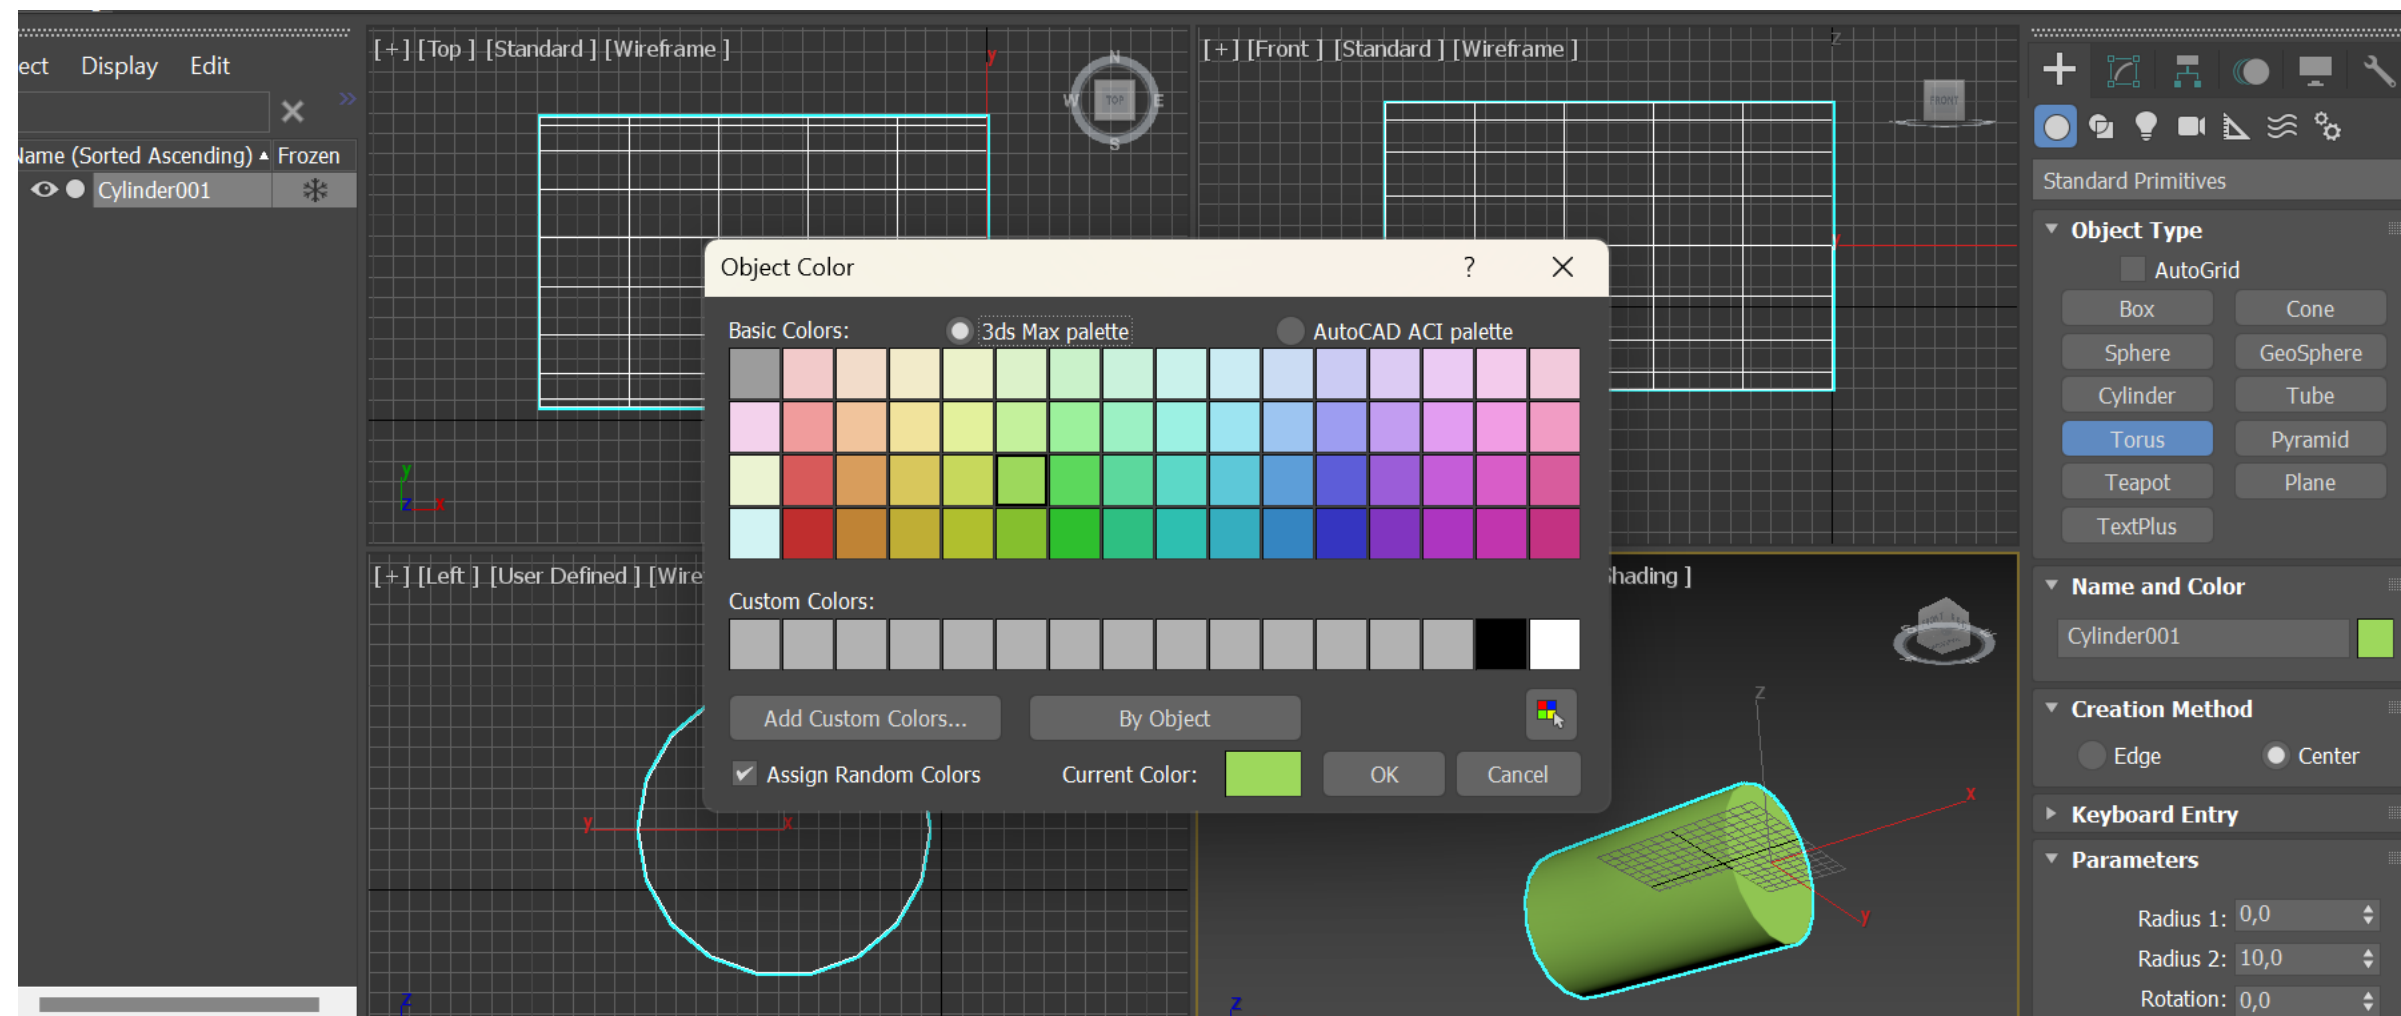 ect Display Edit
Name (Sorted Ascending) Frozen
Cylinder001
[ + ] [Top ] [Standard ] [Wireframe ]
y
N
W TOP E
S
y
z x
[ + ] [Front ] [Standard ] [Wireframe ]
z
FRONT
y
Object Color ?
Basic Colors: 3ds Max palette AutoCAD ACI palette
Custom Colors:
Add Custom Colors... By Object
Assign Random Colors Current Color: OK Cancel
[ + ] [Left ] [User Defined ] [Wire
y x
z
hading ]
z
x
y
z
Standard Primitives
Object Type
AutoGrid
Box Cone
Sphere GeoSphere
Cylinder Tube
Torus Pyramid
Teapot Plane
TextPlus
Name and Color
Cylinder001
Creation Method
Edge Center
Keyboard Entry
Parameters
Radius 1: 0,0
Radius 2: 10,0
Rotation: 0,0